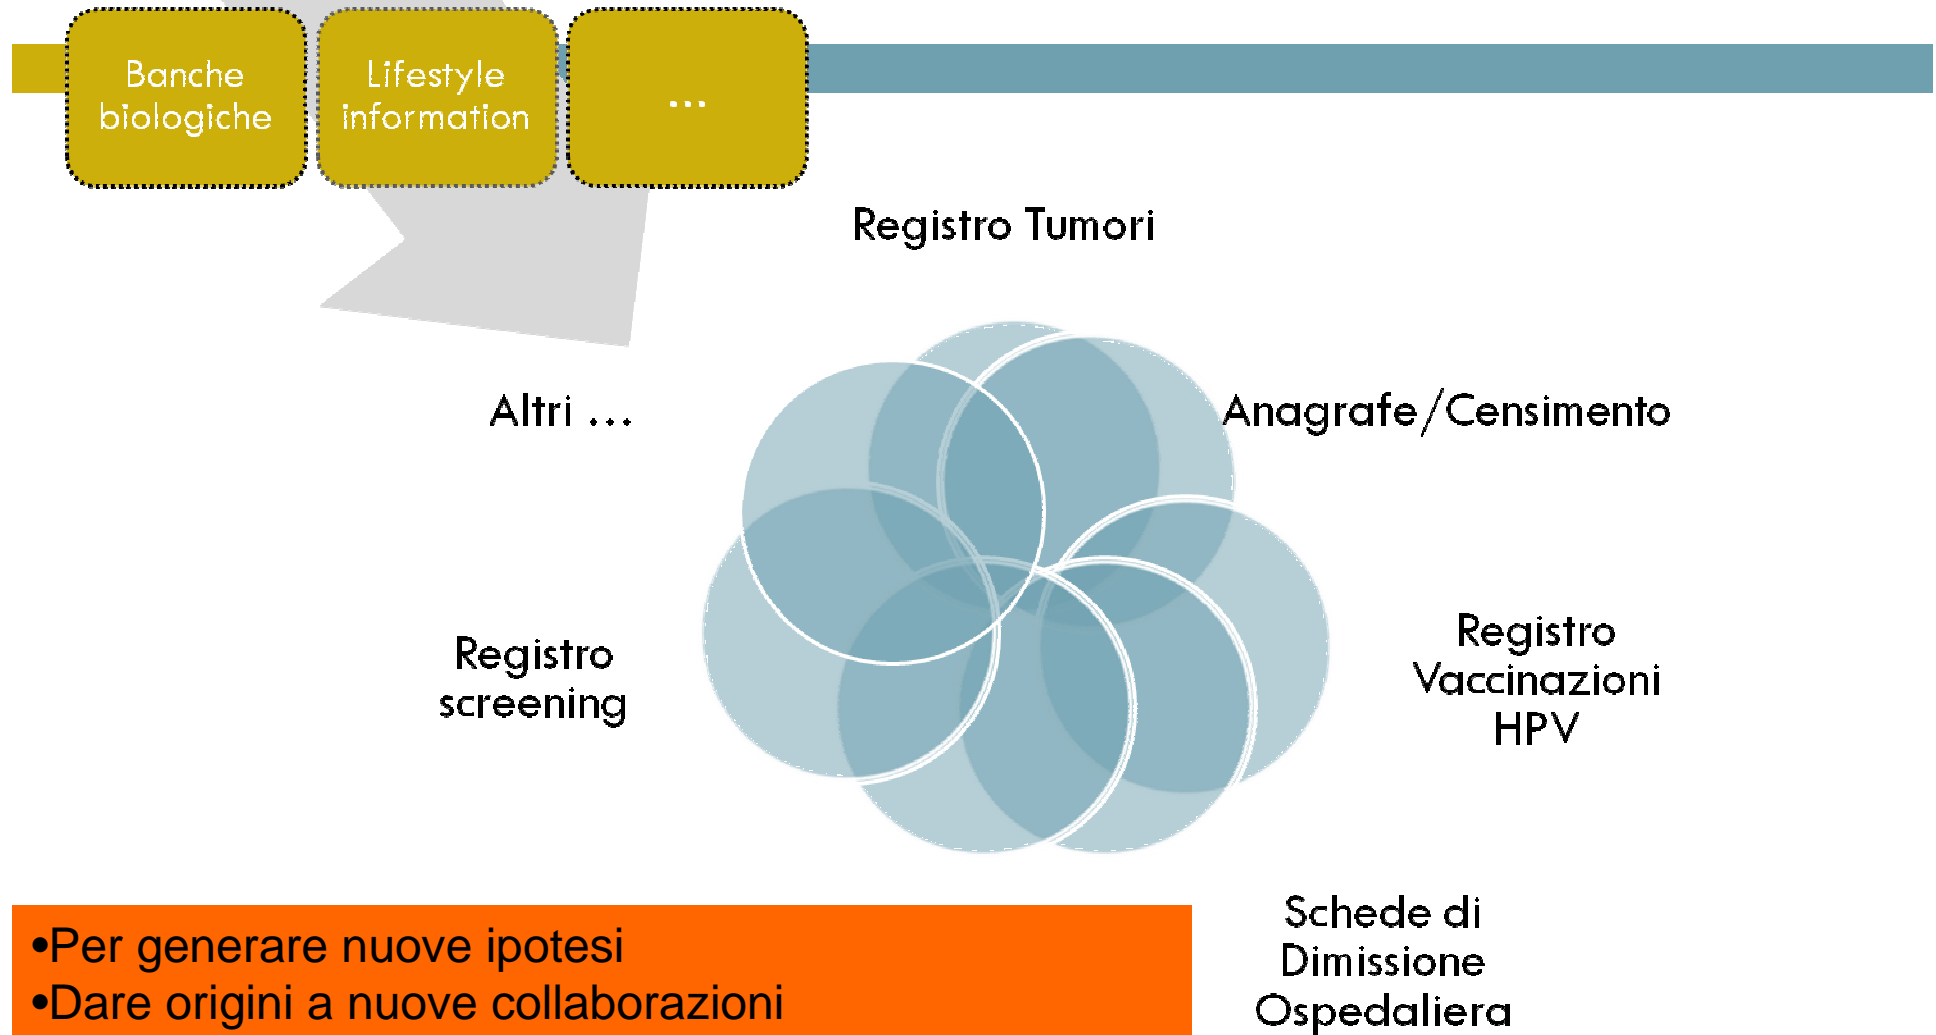 Banche
biologiche
Lifestyle
information
...
Registro Tumori
Altri ...
Anagrafe/Censimento
Registro
screening
Registro
Vaccinazioni
HPV
Schede di
Dimissione
Ospedaliera
•Per generare nuove ipotesi
•Dare origini a nuove collaborazioni